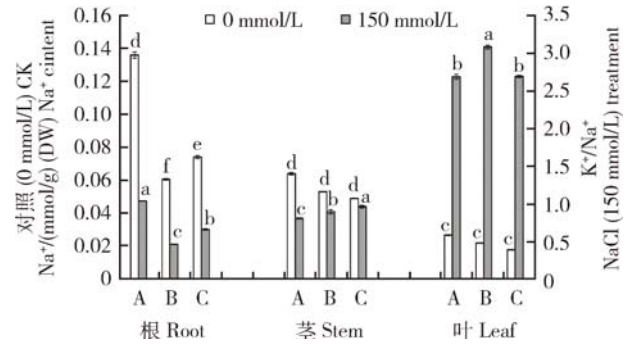 0 mmol/L 150 mmol/L
对照 (0 mmol/L) CK
Na⁺/(mmol/g) (DW) Na⁺ cintent
0.16
0.14
0.12
0.10
0.08
0.06
0.04
0.02
0
d
a
f
c
e
b
d
c
d
b
d
a
c
b
c
a
c
b
3.5
3.0
2.5
2.0
1.5
1.0
0.5
0
K⁺/Na⁺
NaCl (150 mmol/L) treatment
A B C A B C A B C
根 Root 茎 Stem 叶 Leaf